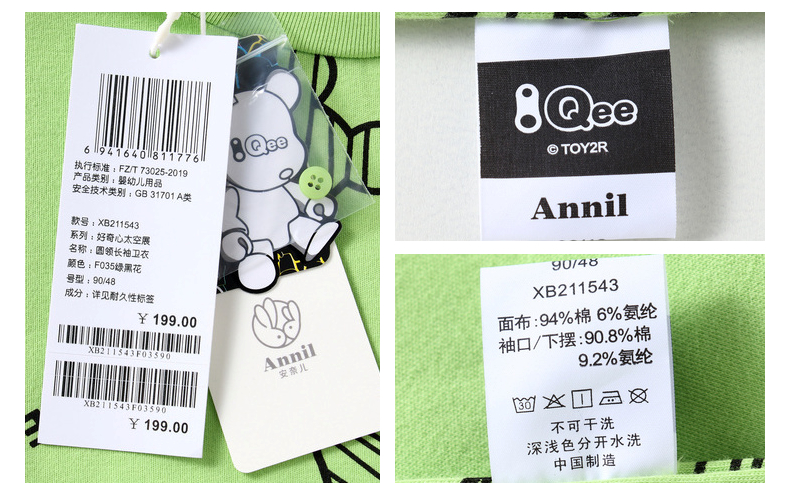 6 941640 811776
执行标准：FZ/T 73025-2019
产品类别：婴幼儿用品
安全技术类别：GB 31701 A类
款号：XB211543
系列：好奇心太空展
名称：圆领长袖卫衣
颜色：F035绿黑花
号型：90/48
成分：详见耐久性标签
¥ 199.00
XB211543F03590
XB211543F03590
¥ 199.00
Qee
Annil
安奈儿
Qee
© TOY2R
Annil
90/48
XB211543
面布:94%棉 6%氨纶
袖口/下摆:90.8%棉
9.2%氨纶
30
不可干洗
深浅色分开水洗
中国制造